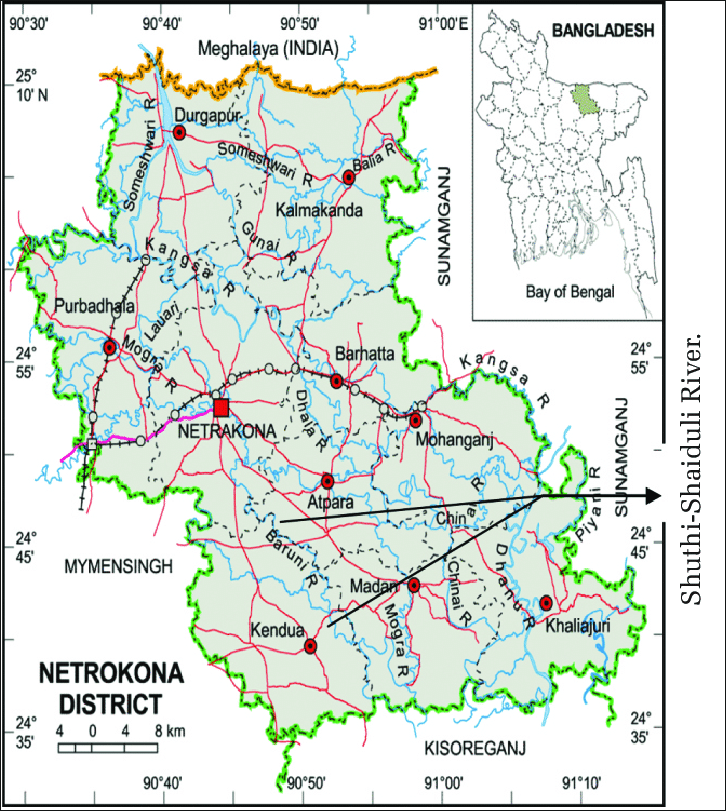 90°30'
90°40'
90°50'
91°00'E
Meghalaya (INDIA)
BANGLADESH
25°
10' N
Durgapur
Someshwari R
Someshwari R
Balia R
Kalmakanda
SUNAMGANJ
Gunai R
Kangsa R
Bay of Bengal
Purbadhala
Lauari
Mogra R
24°
55'
24°
55'
Barhatta
Kangsa R
Dhala R
NETRAKONA
Mohanganj
SUNAMGANJ
Shuthi-Shaiduli River.
Atpara
Chinai R
Piyani R
24°
45'
24°
45'
Baruni R
MYMENSINGH
Madan
Chinai R
Dhanu R
Mogra R
Khaliajuri
Kendua
NETROKONA
DISTRICT
4 0 4 8 km
24°
35'
24°
35'
KISOREGANJ
90°40'
90°50'
91°00'
91°10'